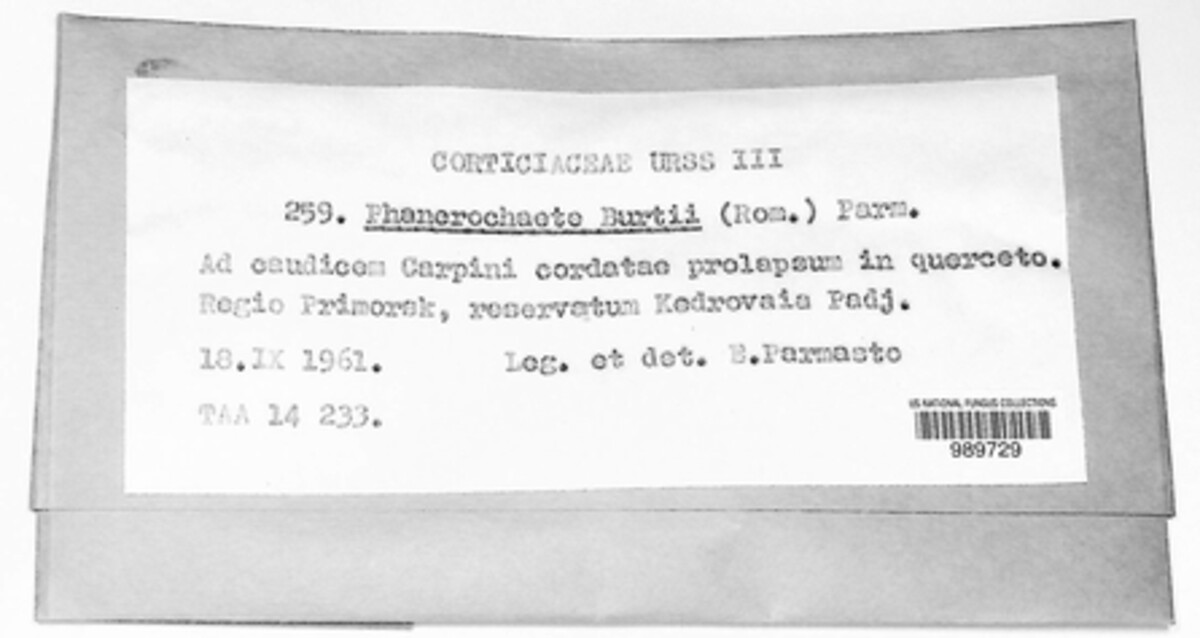 CORTICIACEAE URSS III
259. Phanerochaete Burtii (Rom.) Parm.
Ad caudicem Carpini cordatae prolapsum in querceto.
Regio Primorsk, reservatum Kedrovaia Padj.
18.IX 1961. Leg. et det. E.Parmasto
TAA 14 233.
US NATIONAL FUNGUS COLLECTIONS
989729